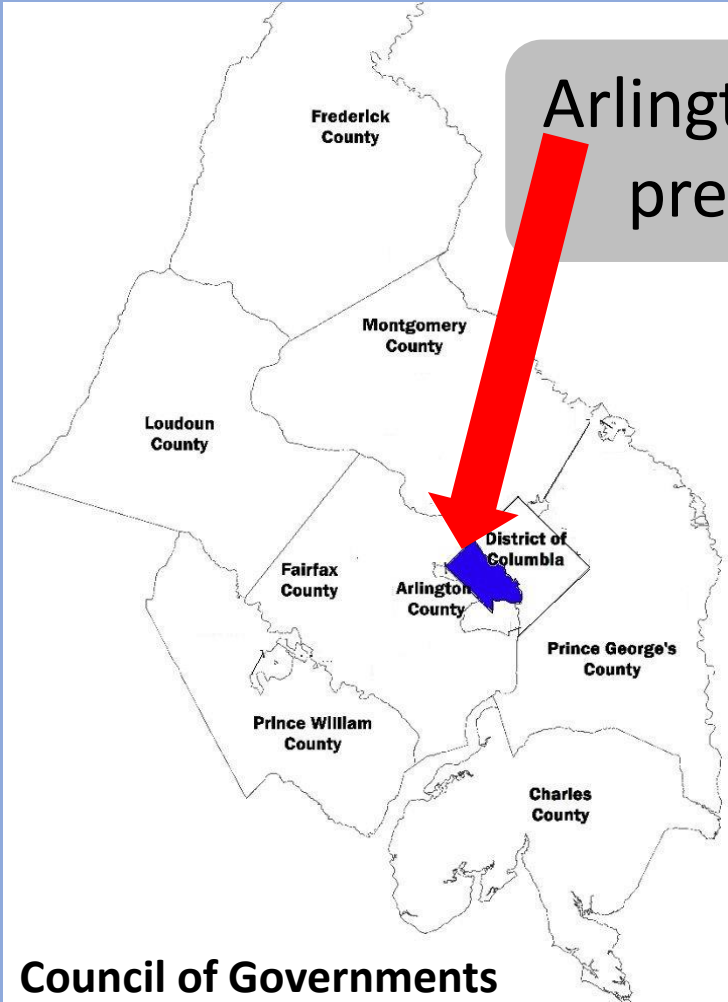 Arlingt
pre
Frederick
County
Montgomery
County
Loudoun
County
District of
Columbia
Fairfax
County
Arlington
County
Prince George's
County
Prince William
County
Charles
County
Council of Governments